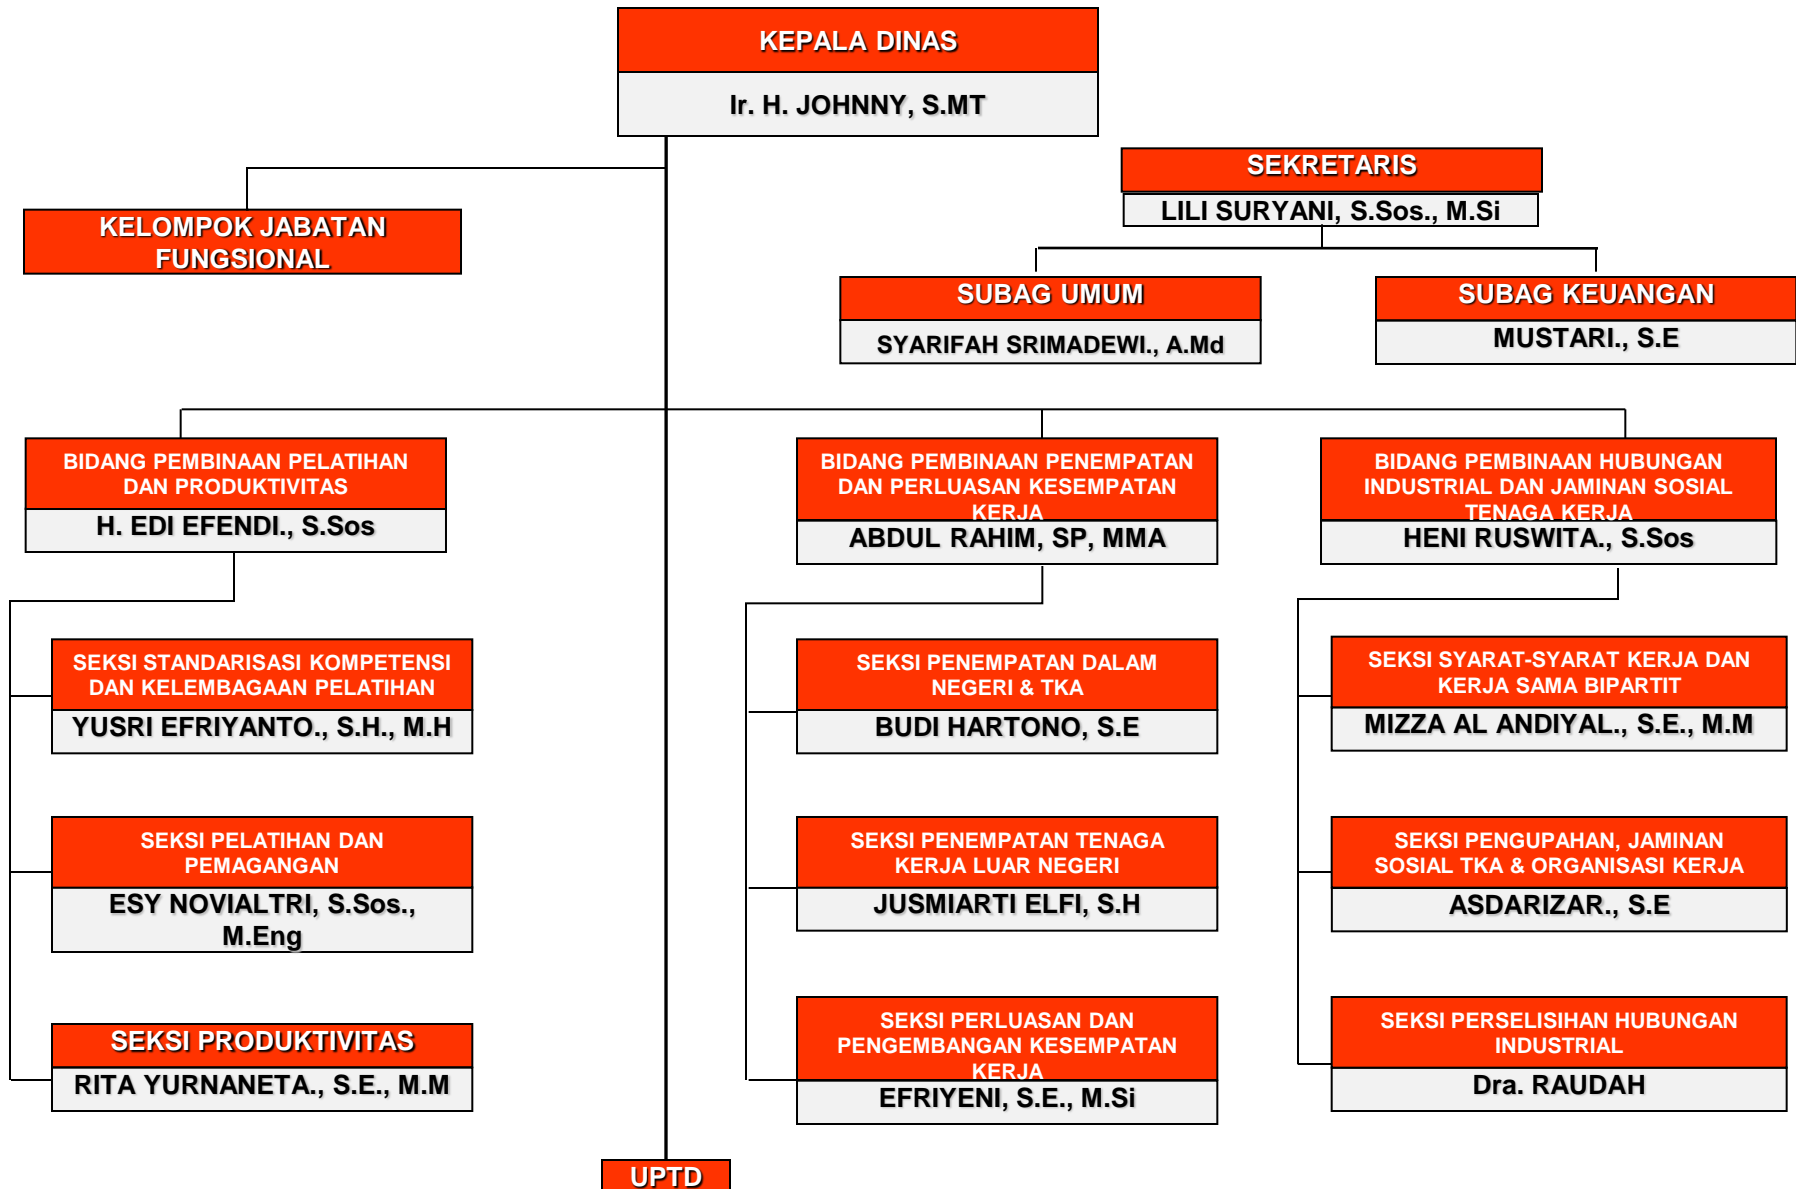 KEPALA DINAS
Ir. H. JOHNNY, S.MT
SEKRETARIS
LILI SURYANI, S.Sos., M.Si
KELOMPOK JABATAN
FUNGSIONAL
SUBAG UMUM
SYARIFAH SRIMADEWI., A.Md
SUBAG KEUANGAN
MUSTARI., S.E
BIDANG PEMBINAAN PELATIHAN
DAN PRODUKTIVITAS
H. EDI EFENDI., S.Sos
BIDANG PEMBINAAN PENEMPATAN
DAN PERLUASAN KESEMPATAN
KERJA
ABDUL RAHIM, SP, MMA
BIDANG PEMBINAAN HUBUNGAN
INDUSTRIAL DAN JAMINAN SOSIAL
TENAGA KERJA
HENI RUSWITA., S.Sos
SEKSI STANDARISASI KOMPETENSI
DAN KELEMBAGAAN PELATIHAN
YUSRI EFRIYANTO., S.H., M.H
SEKSI PENEMPATAN DALAM
NEGERI & TKA
BUDI HARTONO, S.E
SEKSI SYARAT-SYARAT KERJA DAN
KERJA SAMA BIPARTIT
MIZZA AL ANDIYAL., S.E., M.M
SEKSI PELATIHAN DAN
PEMAGANGAN
ESY NOVIALTRI, S.Sos.,
M.Eng
SEKSI PENEMPATAN TENAGA
KERJA LUAR NEGERI
JUSMIARTI ELFI, S.H
SEKSI PENGUPAHAN, JAMINAN
SOSIAL TKA & ORGANISASI KERJA
ASDARIZAR., S.E
SEKSI PRODUKTIVITAS
RITA YURNANETA., S.E., M.M
SEKSI PERLUASAN DAN
PENGEMBANGAN KESEMPATAN
KERJA
EFRIYENI, S.E., M.Si
SEKSI PERSELISIHAN HUBUNGAN
INDUSTRIAL
Dra. RAUDAH
UPTD